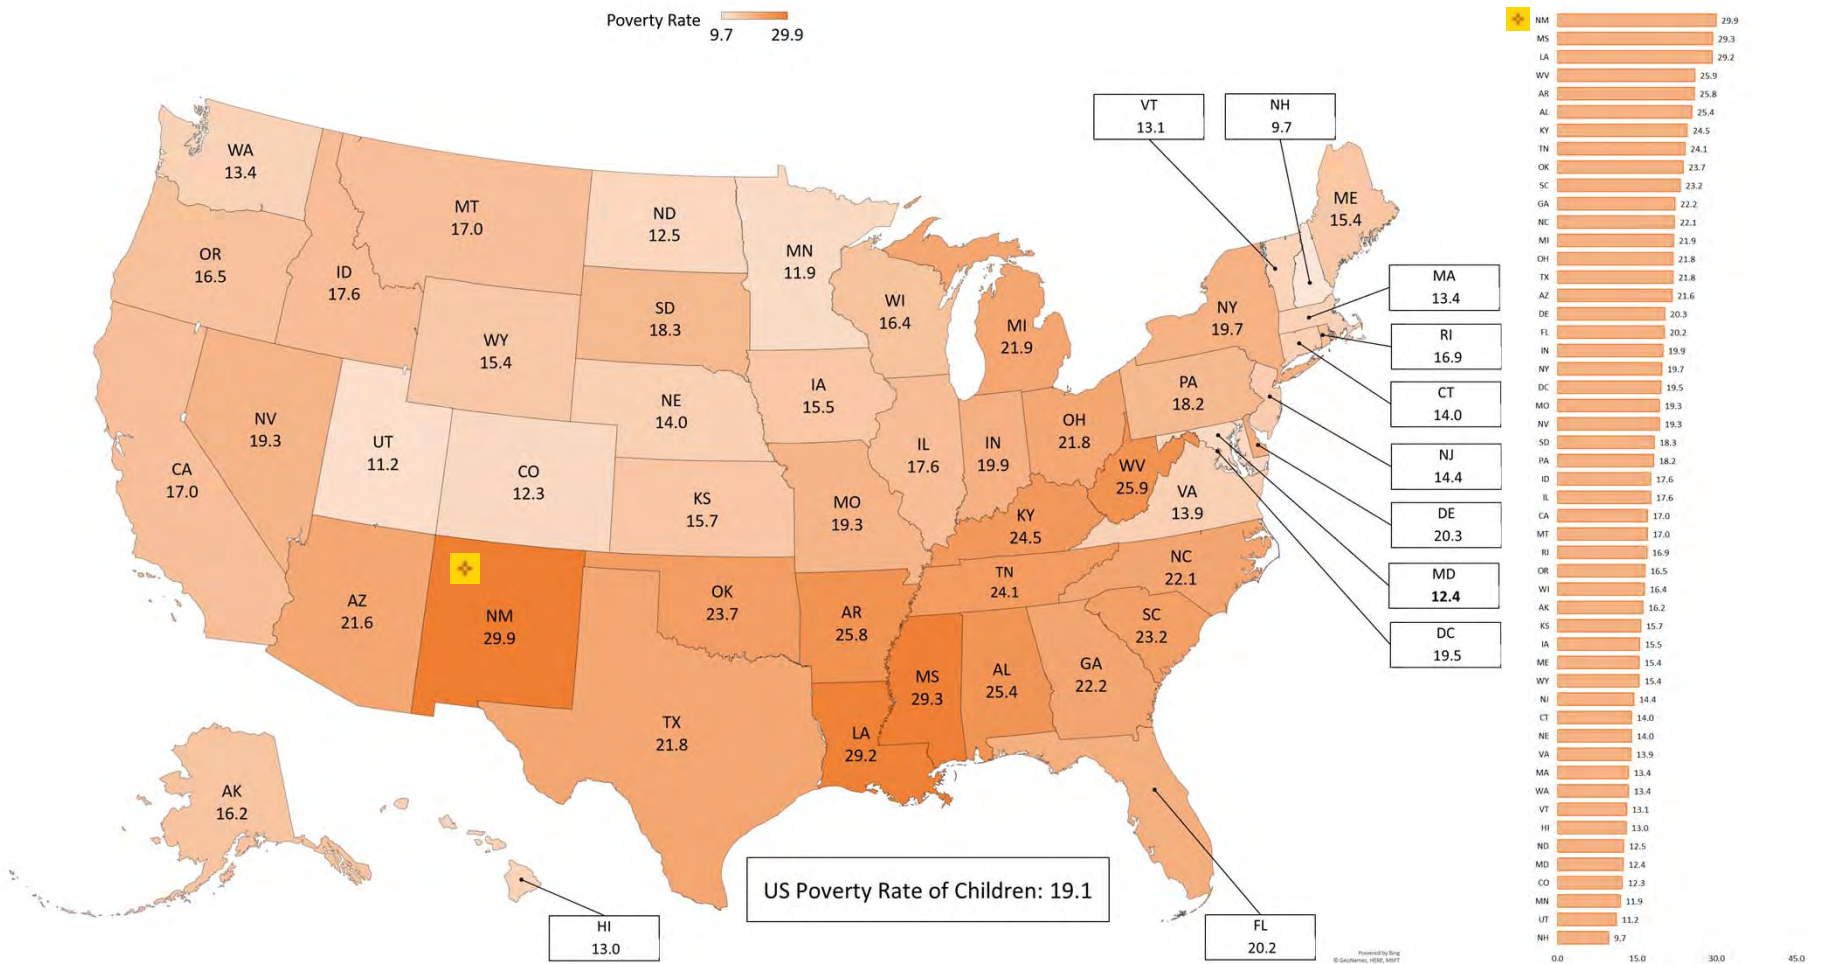 Poverty Rate
9.7 29.9
VT
13.1
NH
9.7
WA
13.4
MT
17.0
ND
12.5
MN
11.9
ME
15.4
OR
16.5
ID
17.6
SD
18.3
WI
16.4
MI
21.9
NY
19.7
MA
13.4
RI
16.9
WY
15.4
IA
15.5
PA
18.2
CT
14.0
NE
14.0
NV
19.3
UT
11.2
CO
12.3
IL
17.6
IN
19.9
OH
21.8
WV
25.9
NJ
14.4
CA
17.0
KS
15.7
MO
19.3
KY
24.5
VA
13.9
DE
20.3
MD
12.4
DC
19.5
AZ
21.6
NM
29.9
OK
23.7
AR
25.8
TN
24.1
NC
22.1
SC
23.2
MS
29.3
AL
25.4
GA
22.2
TX
21.8
LA
29.2
AK
16.2
HI
13.0
FL
20.2
US Poverty Rate of Children: 19.1
Powered by Bing
© GeoNames, HERE, MSFT
NM 29.9
MS 29.3
LA 29.2
WV 25.9
AR 25.8
AL 25.4
KY 24.5
TN 24.1
OK 23.7
SC 23.2
GA 22.2
NC 22.1
MI 21.9
OH 21.8
TX 21.8
AZ 21.6
DE 20.3
FL 20.2
IN 19.9
NY 19.7
DC 19.5
MO 19.3
NV 19.3
SD 18.3
PA 18.2
ID 17.6
IL 17.6
CA 17.0
MT 17.0
RI 16.9
OR 16.5
WI 16.4
AK 16.2
KS 15.7
IA 15.5
ME 15.4
WY 15.4
NJ 14.4
CT 14.0
NE 14.0
VA 13.9
MA 13.4
WA 13.4
VT 13.1
HI 13.0
ND 12.5
MD 12.4
CO 12.3
MN 11.9
UT 11.2
NH 9.7
0.0 15.0 30.0 45.0